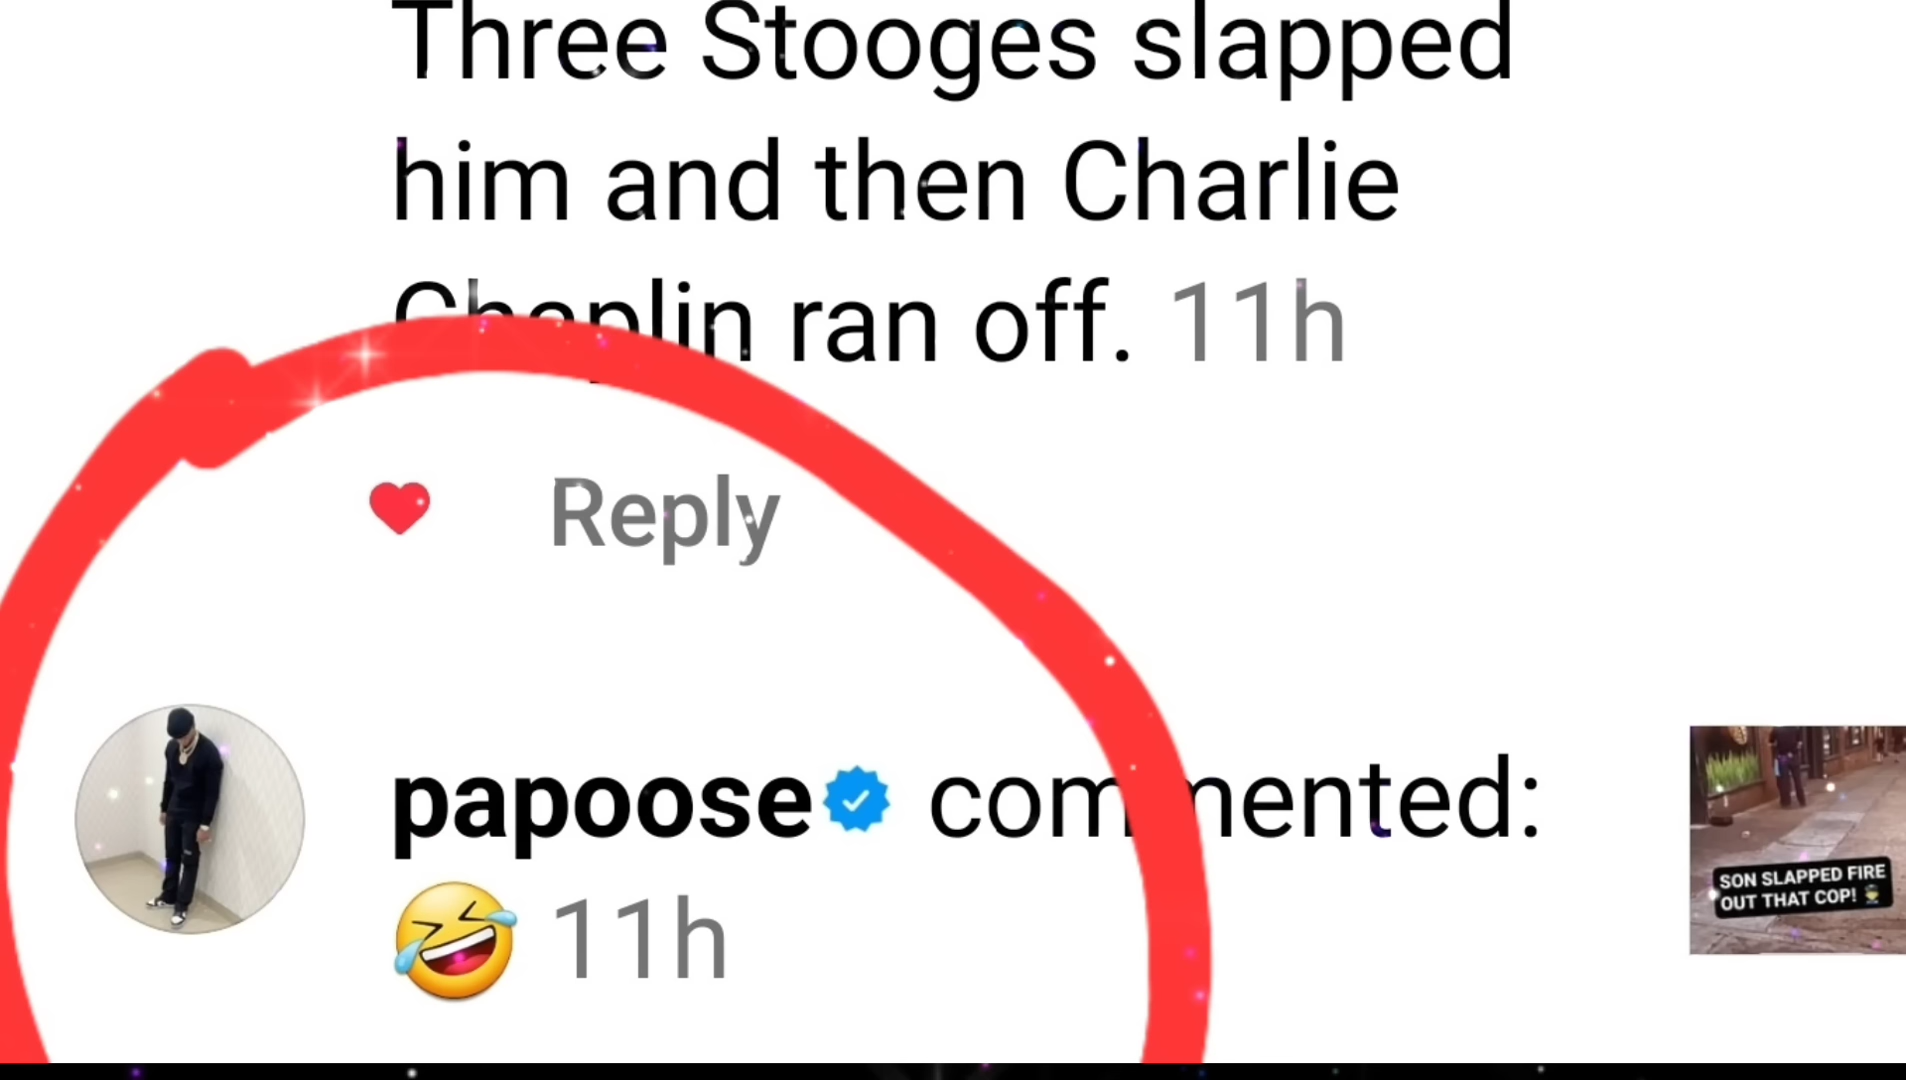 Three Stooges slapped
him and then Charlie
Chaplin ran off. 11h
Reply
papoose commented:
🤣 11h
SON SLAPPED FIRE
OUT THAT COP! 👮